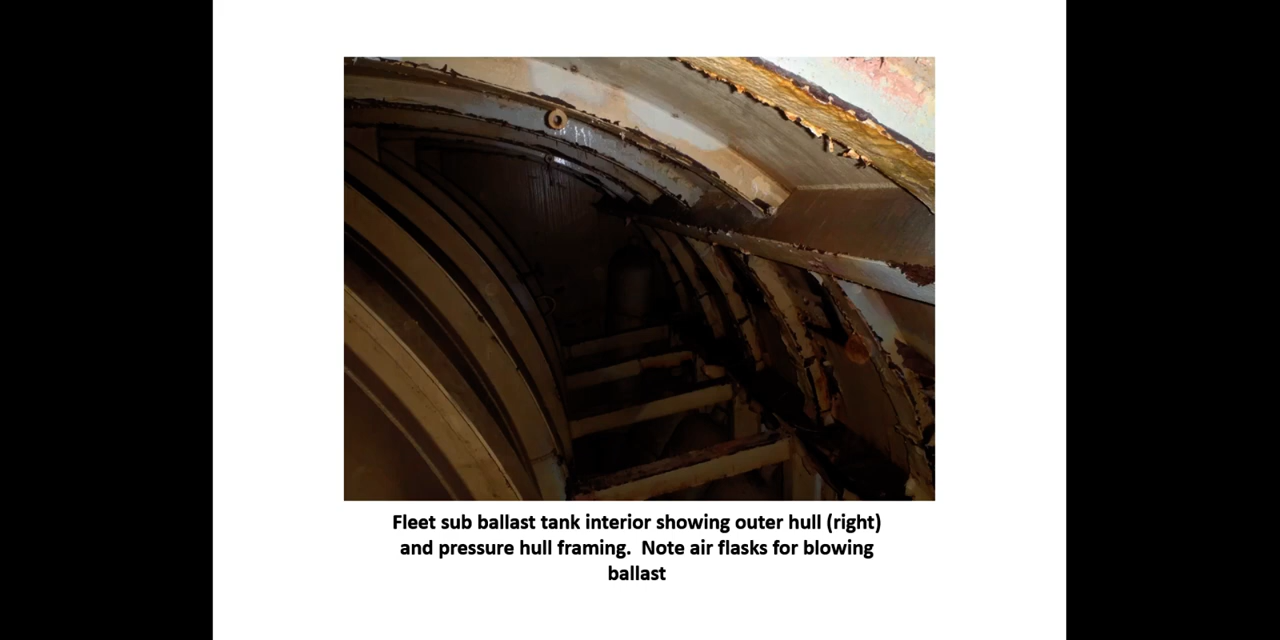 Fleet sub ballast tank interior showing outer hull (right)
and pressure hull framing.  Note air flasks for blowing
ballast